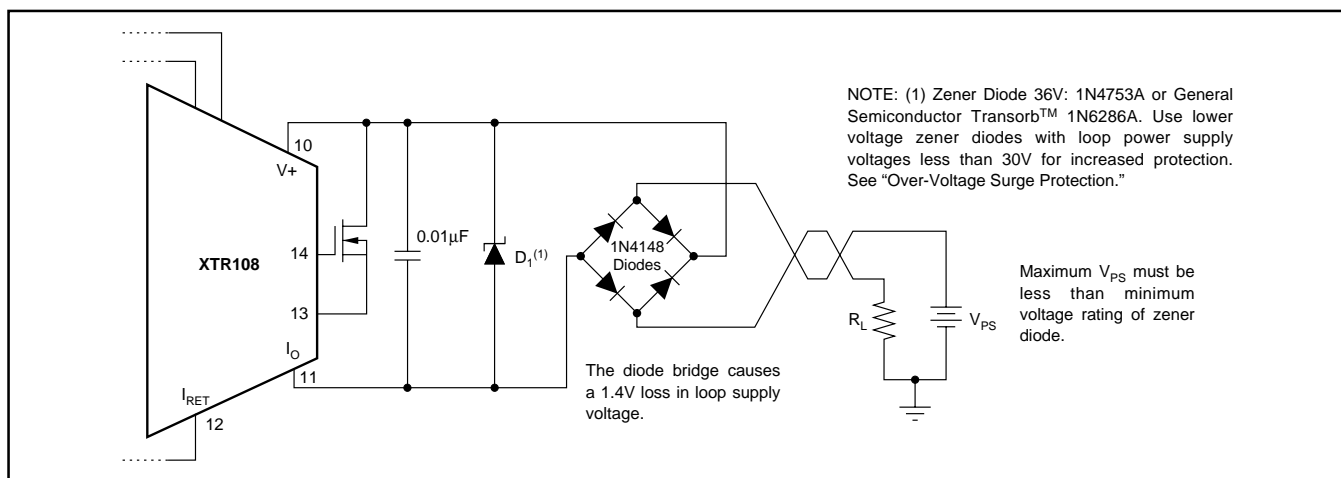 NOTE: (1) Zener Diode 36V: 1N4753A or General
Semiconductor Transorb™ 1N6286A. Use lower
voltage zener diodes with loop power supply
voltages less than 30V for increased protection.
See “Over-Voltage Surge Protection.”
10
V+
14
XTR108
0.01μF
D1(1)
1N4148
Diodes
13
IO
11
IRET
12
RL
VPS
Maximum VPS must be
less than minimum
voltage rating of zener
diode.
The diode bridge causes
a 1.4V loss in loop supply
voltage.